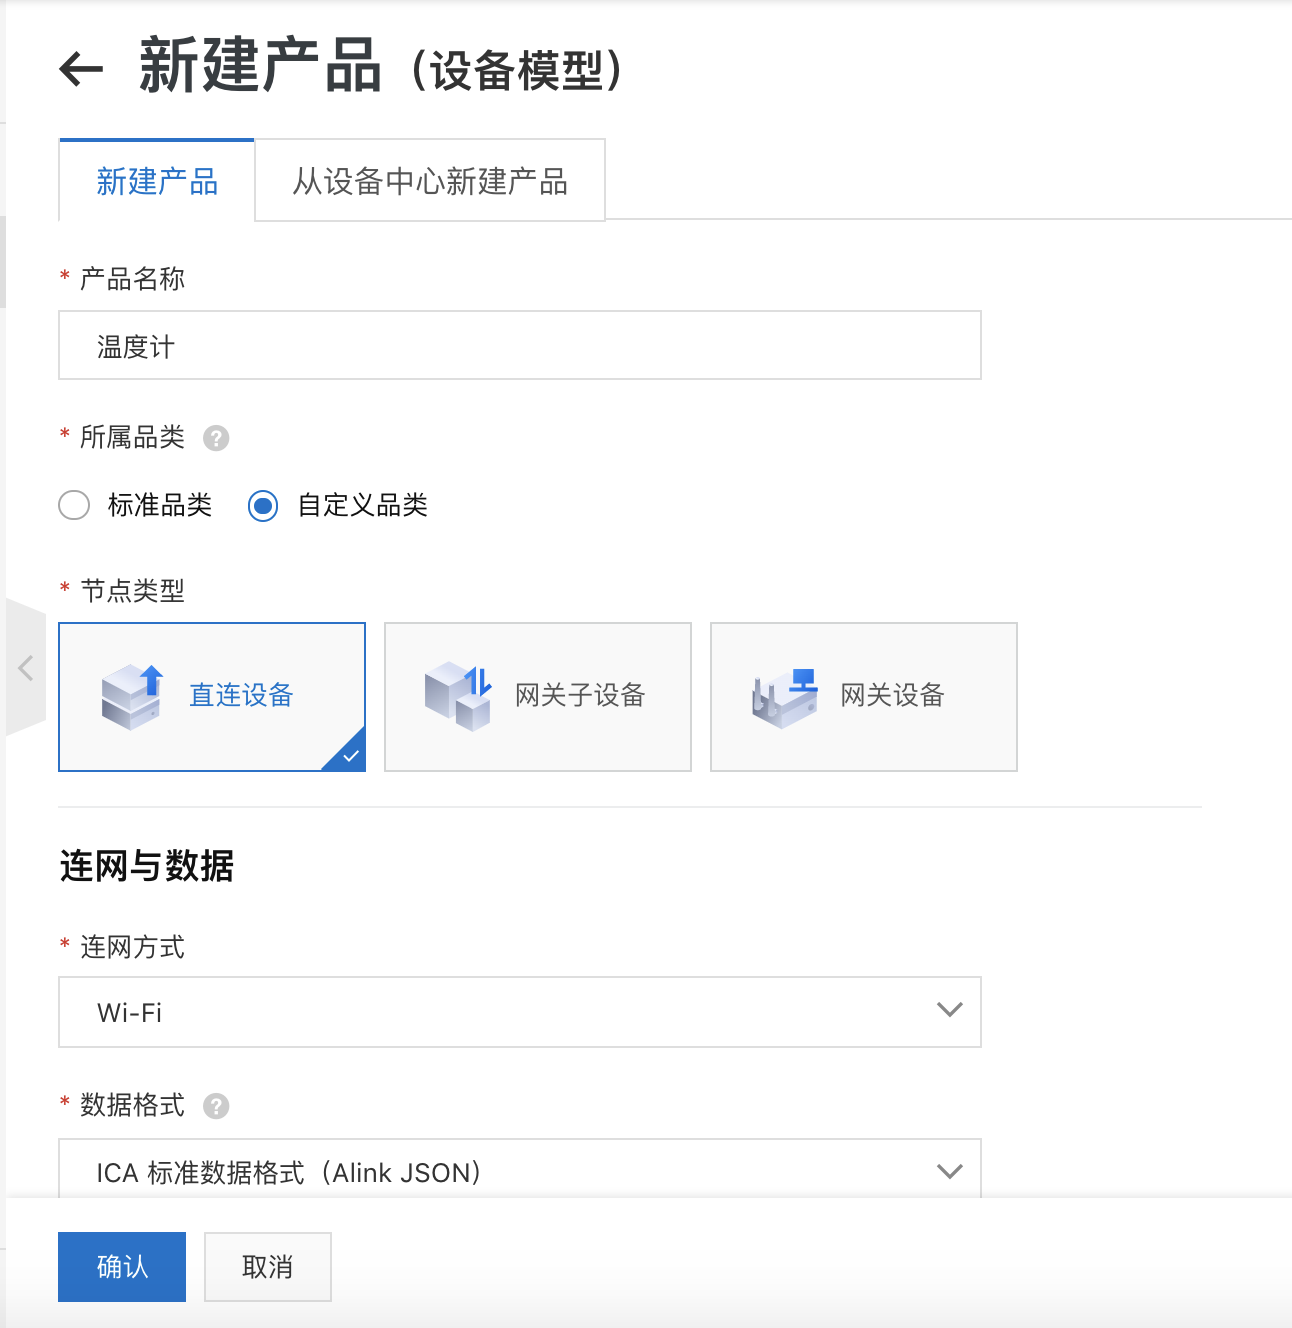 新建产品（设备模型）
新建产品 从设备中心新建产品
* 产品名称
温度计
* 所属品类 ?
标准品类 自定义品类
* 节点类型
直连设备 网关子设备 网关设备
连网与数据
* 连网方式
Wi-Fi
* 数据格式 ?
ICA 标准数据格式（Alink JSON）
确认 取消